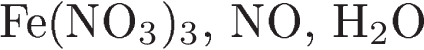 Fe(NO₃)₃, NO, H₂O